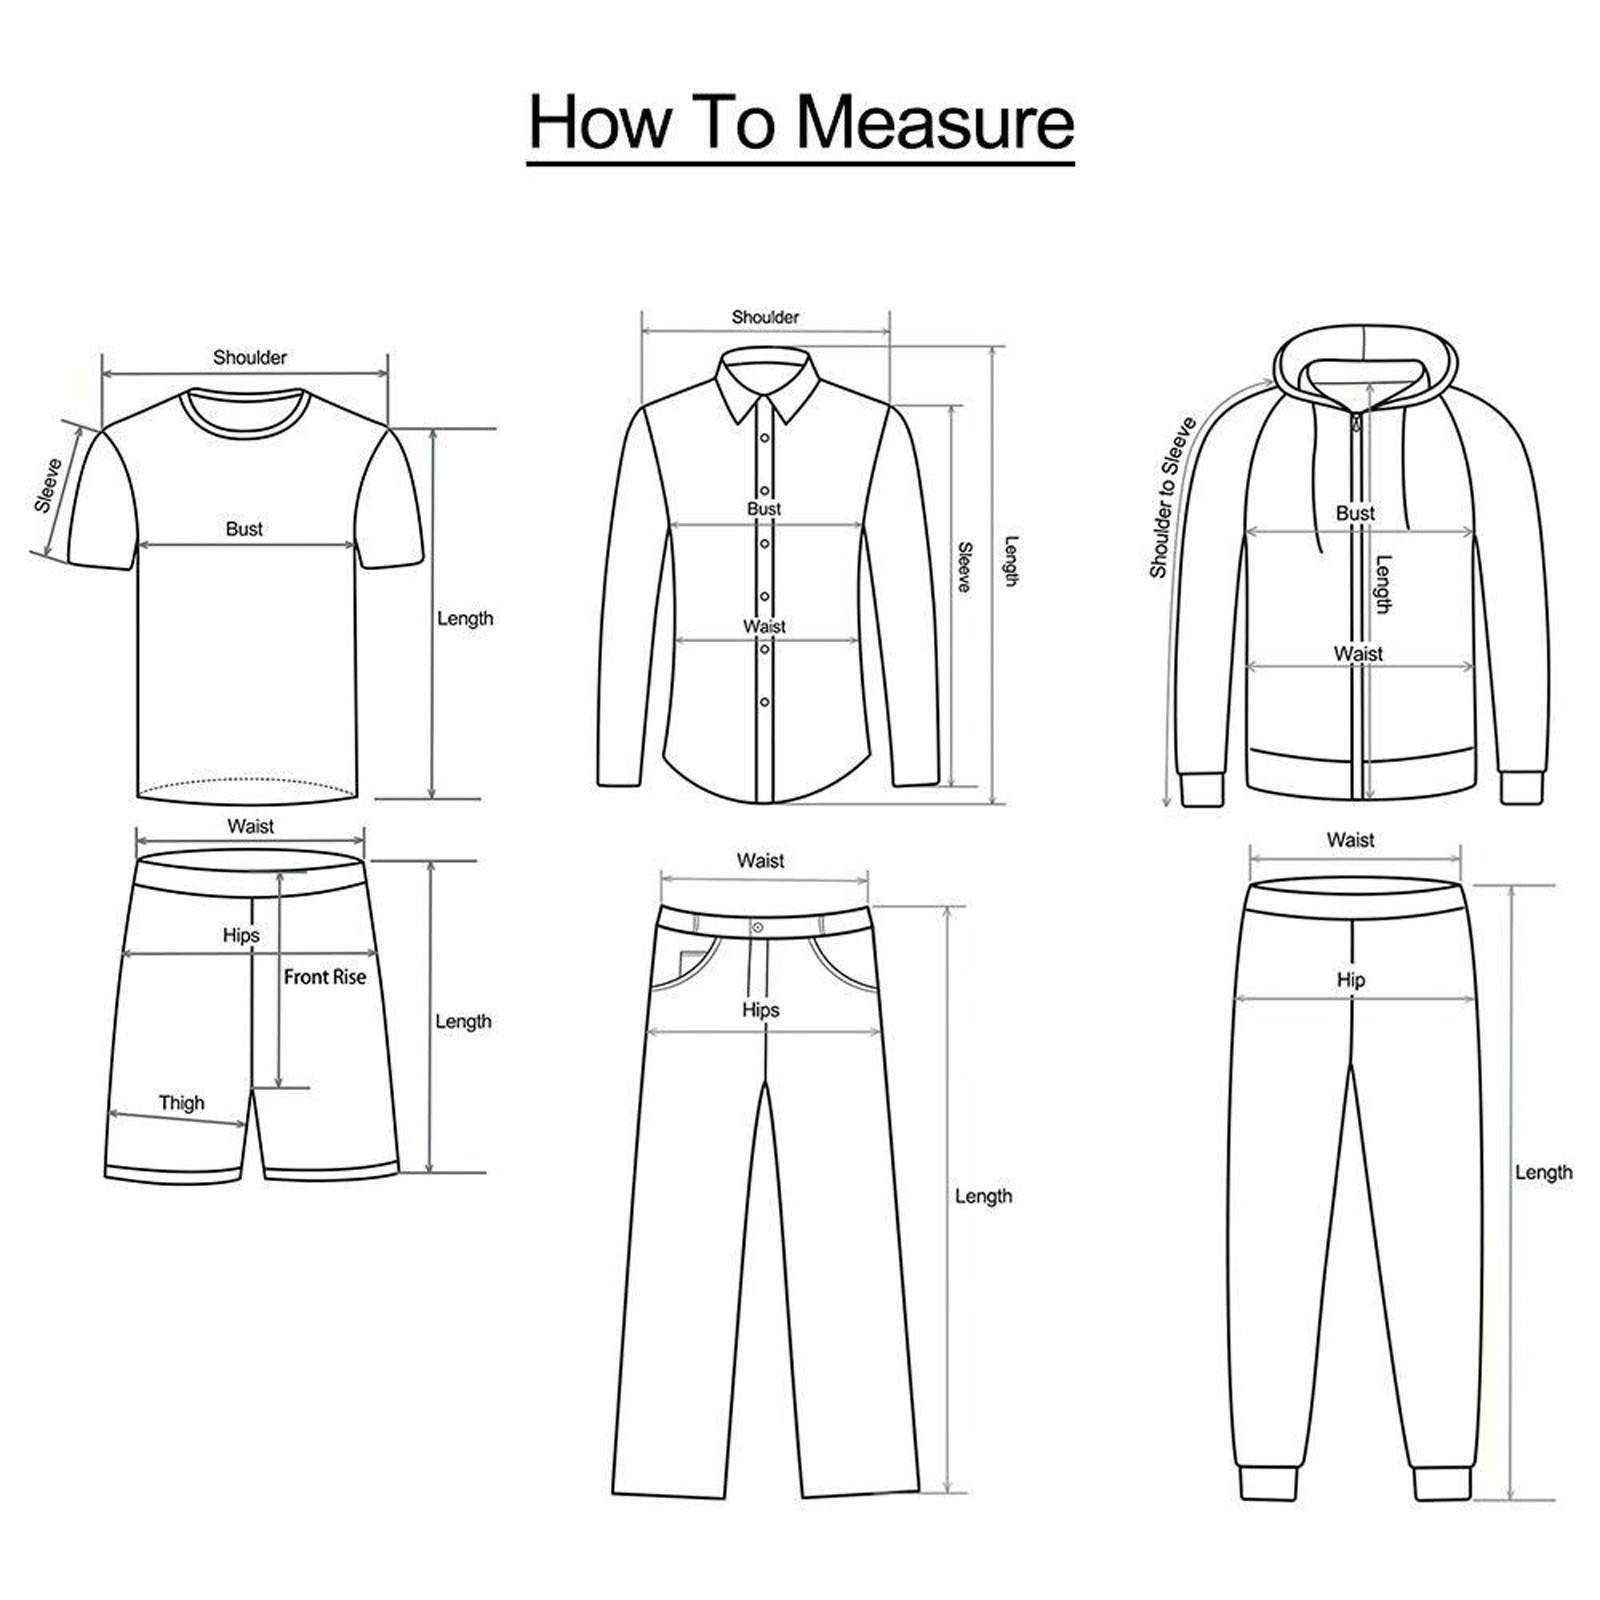 How To Measure
Shoulder
Sleeve
Bust
Length
Shoulder
Bust
Waist
Sleeve
Length
Shoulder to Sleeve
Bust
Length
Waist
Waist
Hips
Front Rise
Length
Thigh
Waist
Hips
Length
Waist
Hip
Length